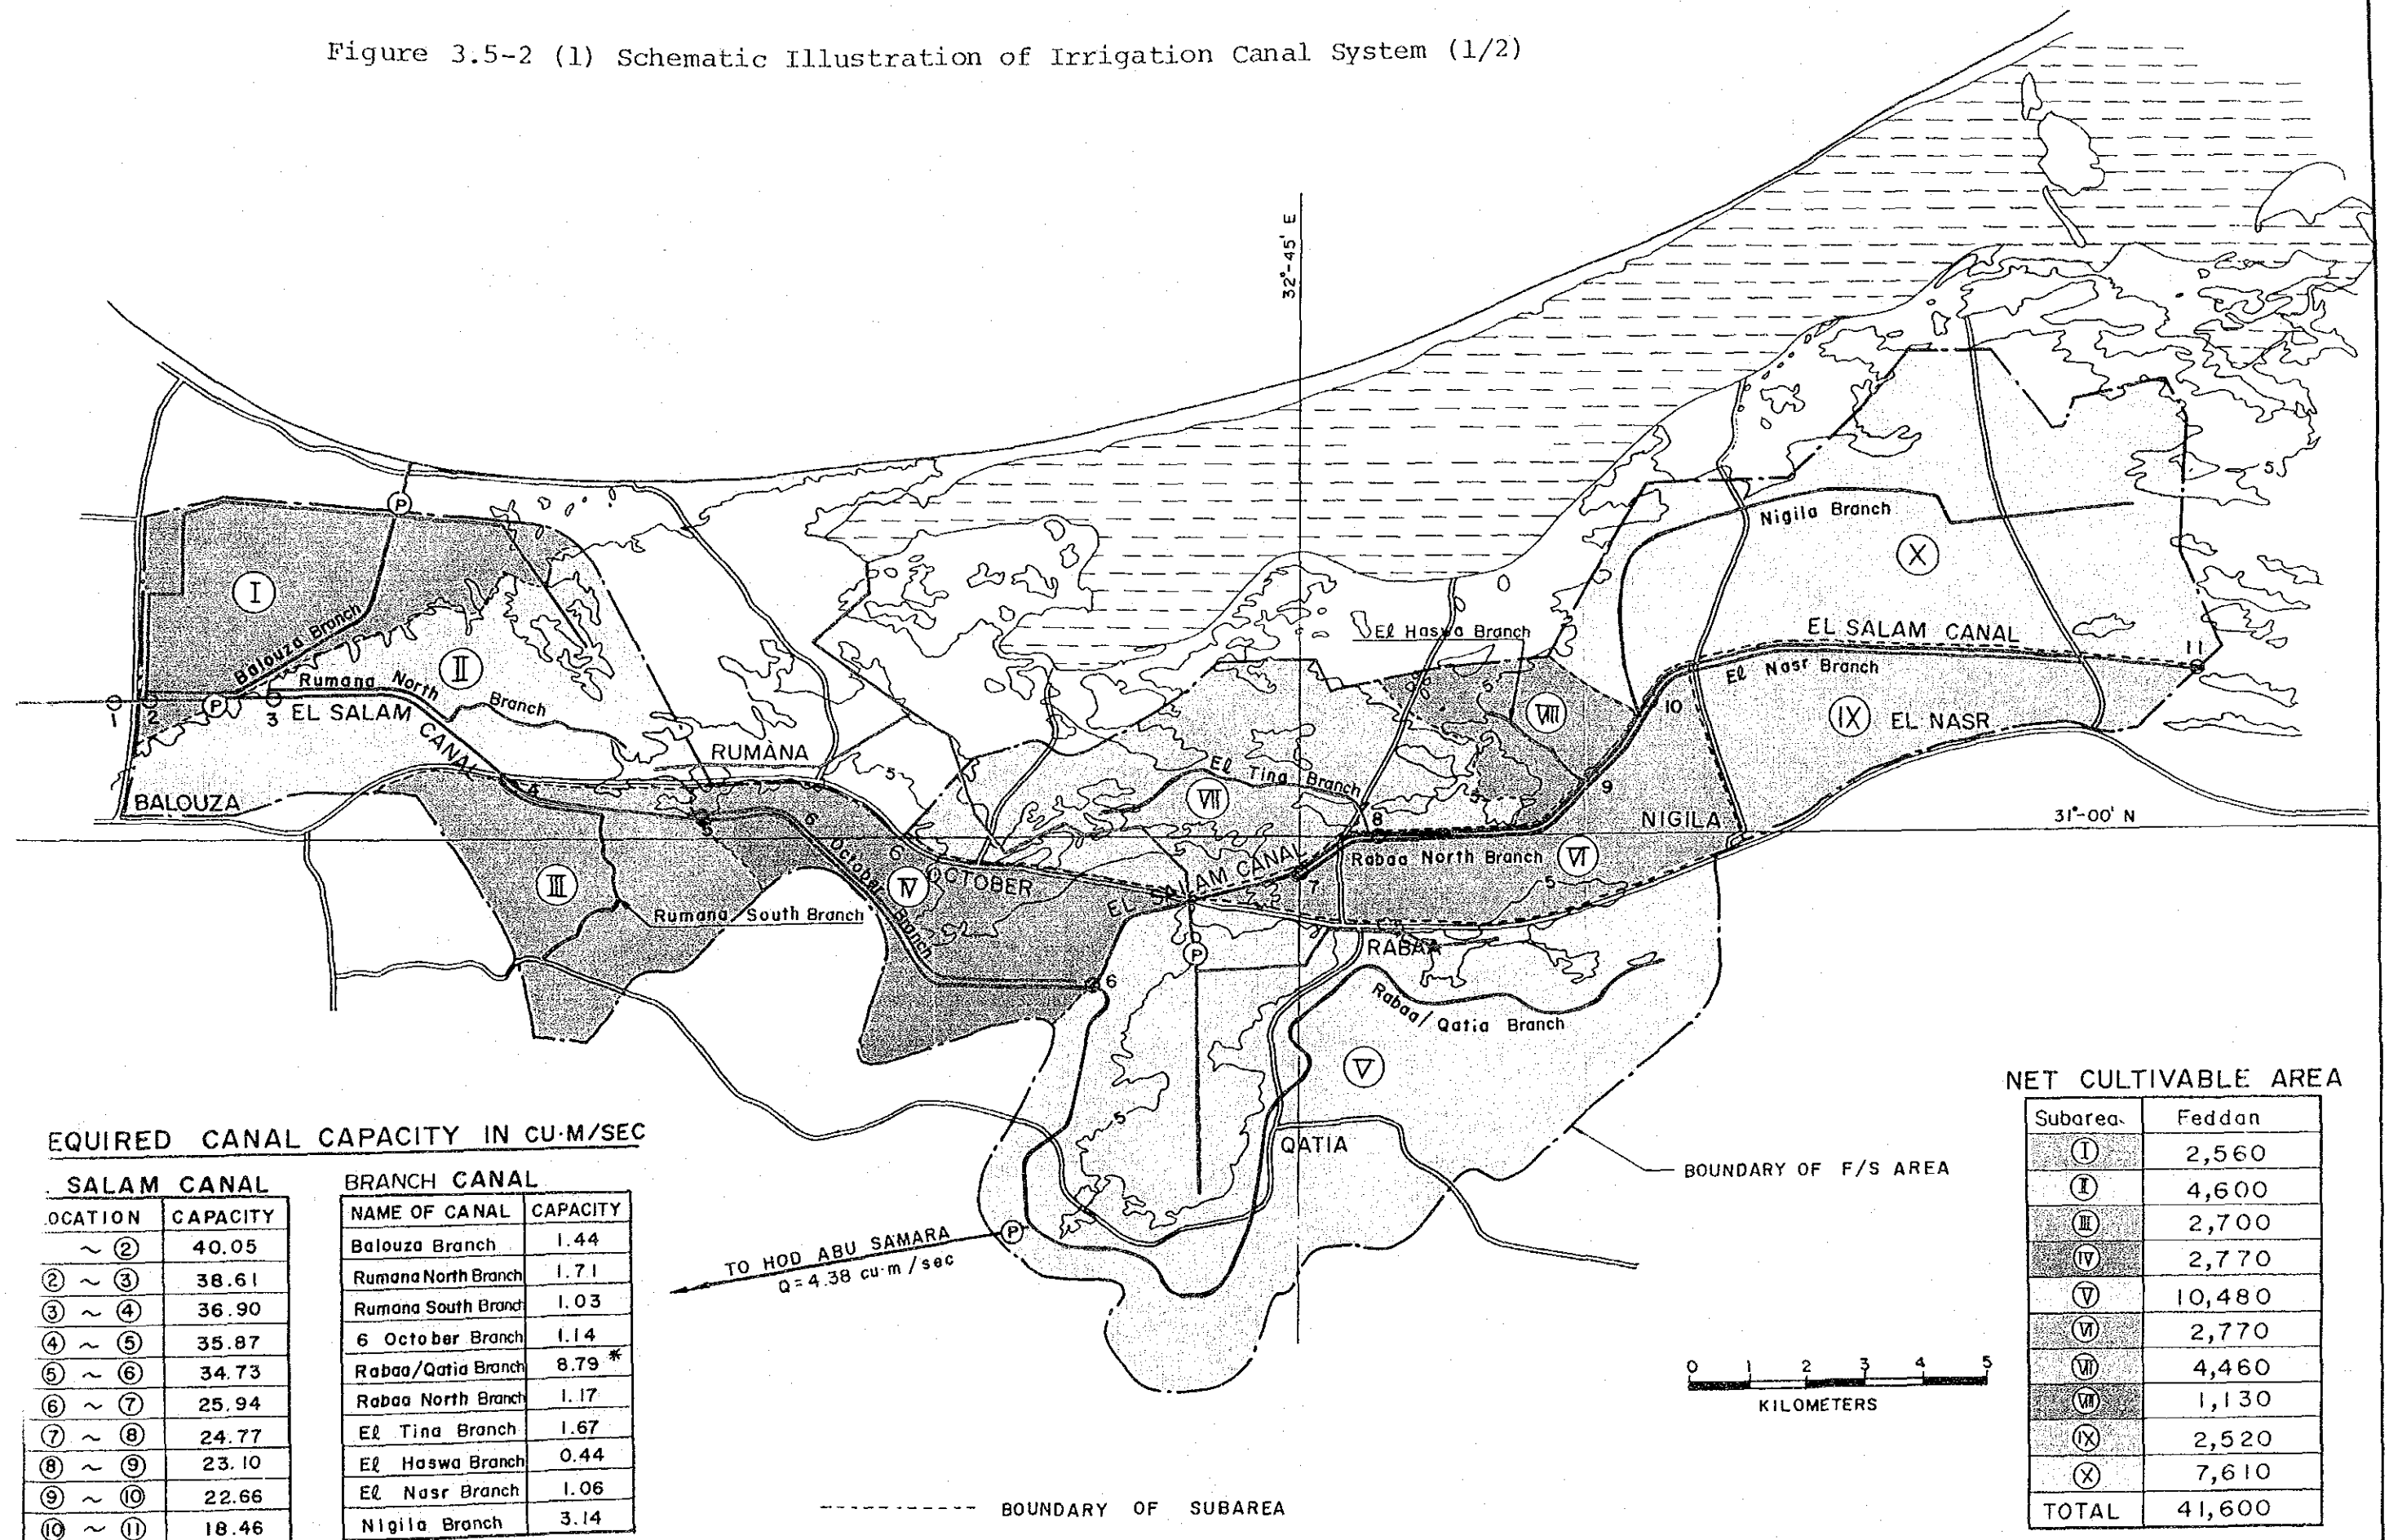 Figure 3.5-2 (1) Schematic Illustration of Irrigation Canal System (1/2)
32°-45' E
P
I
Balouza Branch
II
Rumana North Branch
1
2
P
3
EL SALAM CANAL
BALOUZA
RUMANA
4
5
6
5
III
Rumana South Branch
6 October Branch
IV
6 OCTOBER
6
El Haswa Branch
5
VIII
El Tina Branch
VII
8
9
10
5
EL SALAM CANAL
7
Rabaa North Branch
VI
5
NIGILA
Nigila Branch
X
5
EL SALAM CANAL
11
El Nasr Branch
IX
EL NASR
31°-00' N
P
RABAA
Rabaa/Qatia Branch
V
5
QATIA
BOUNDARY OF F/S AREA
P
TO HOD ABU SAMARA
Q=4.38 cu·m/sec
EQUIRED CANAL CAPACITY IN CU·M/SEC
SALAM CANAL
OCATION CAPACITY
~ ② 40.05
② ~ ③ 38.61
③ ~ ④ 36.90
④ ~ ⑤ 35.87
⑤ ~ ⑥ 34.73
⑥ ~ ⑦ 25.94
⑦ ~ ⑧ 24.77
⑧ ~ ⑨ 23.10
⑨ ~ ⑩ 22.66
⑩ ~ ⑪ 18.46
BRANCH CANAL
NAME OF CANAL CAPACITY
Balouza Branch 1.44
Rumana North Branch 1.71
Rumana South Branch 1.03
6 October Branch 1.14
Rabaa/Qatia Branch 8.79 *
Rabaa North Branch 1.17
El Tina Branch 1.67
El Haswa Branch 0.44
El Nasr Branch 1.06
Nigila Branch 3.14
BOUNDARY OF SUBAREA
0 1 2 3 4 5
KILOMETERS
NET CULTIVABLE AREA
Subarea Feddan
I 2,560
II 4,600
III 2,700
IV 2,770
V 10,480
VI 2,770
VII 4,460
VIII 1,130
IX 2,520
X 7,610
TOTAL 41,600